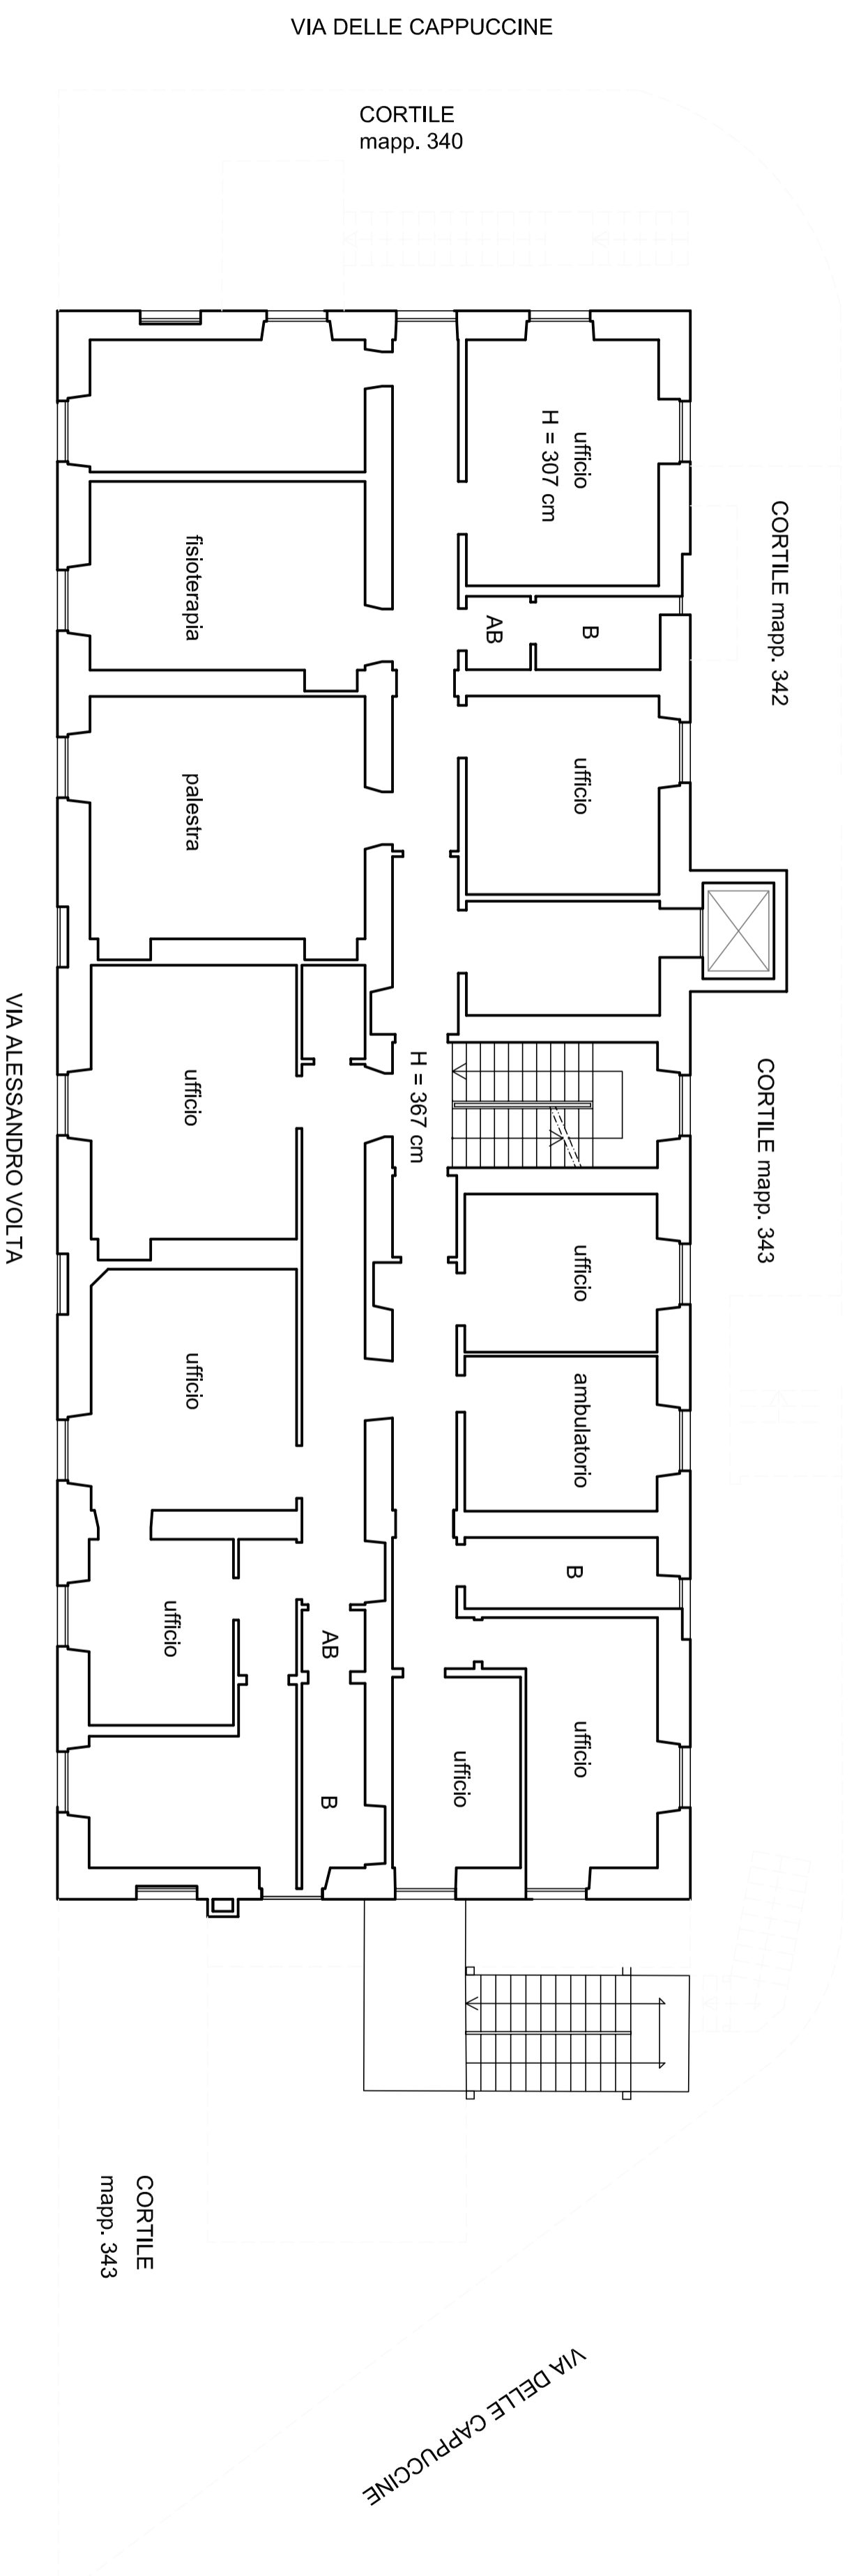 VIA DELLE CAPPUCCINE
CORTILE
mapp. 340
ufficio
H = 307 cm
CORTILE mapp. 342
fisioterapia
AB
B
palestra
ufficio
VIA ALESSANDRO VOLTA
ufficio
H = 367 cm
CORTILE mapp. 343
ufficio
ufficio
ambulatorio
B
ufficio
AB
B
ufficio
ufficio
CORTILE
mapp. 343
VIA DELLE CAPPUCCINE